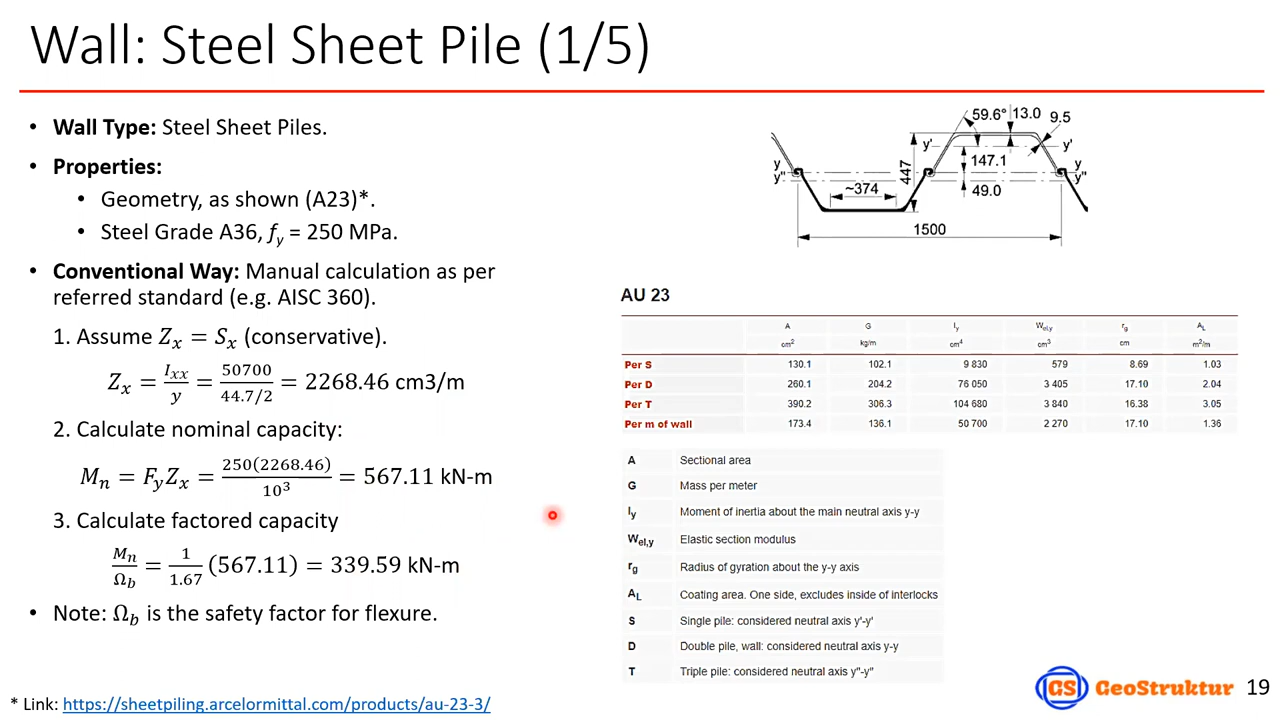 Wall: Steel Sheet Pile (1/5)
• Wall Type: Steel Sheet Piles.
• Properties:
• Geometry, as shown (A23)*.
• Steel Grade A36, f_y = 250 MPa.
• Conventional Way: Manual calculation as per
referred standard (e.g. AISC 360).
1. Assume Z_x = S_x (conservative).
Z_x = I_xx / y = 50700 / 44.7/2 = 2268.46 cm3/m
2. Calculate nominal capacity:
M_n = F_y Z_x = 250(2268.46) / 10³ = 567.11 kN-m
3. Calculate factored capacity
M_n / Ω_b = 1 / 1.67 (567.11) = 339.59 kN-m
• Note: Ω_b is the safety factor for flexure.
* Link: https://sheetpiling.arcelormittal.com/products/au-23-3/
59.6° 13.0 9.5
y' y'
y 147.1 y
y" 447 y"
~374 49.0
1500
AU 23
A G I_y W_el,y r_g A_L
cm² kg/m cm⁴ cm³ cm m²/m
Per S 130.1 102.1 9 830 579 8.69 1.03
Per D 260.1 204.2 76 050 3 405 17.10 2.04
Per T 390.2 306.3 104 680 3 840 16.38 3.05
Per m of wall 173.4 136.1 50 700 2 270 17.10 1.36
A Sectional area
G Mass per meter
I_y Moment of inertia about the main neutral axis y-y
W_el,y Elastic section modulus
r_g Radius of gyration about the y-y axis
A_L Coating area. One side, excludes inside of interlocks
S Single pile: considered neutral axis y'-y'
D Double pile, wall: considered neutral axis y-y
T Triple pile: considered neutral axis y"-y"
GS GeoStruktur 19